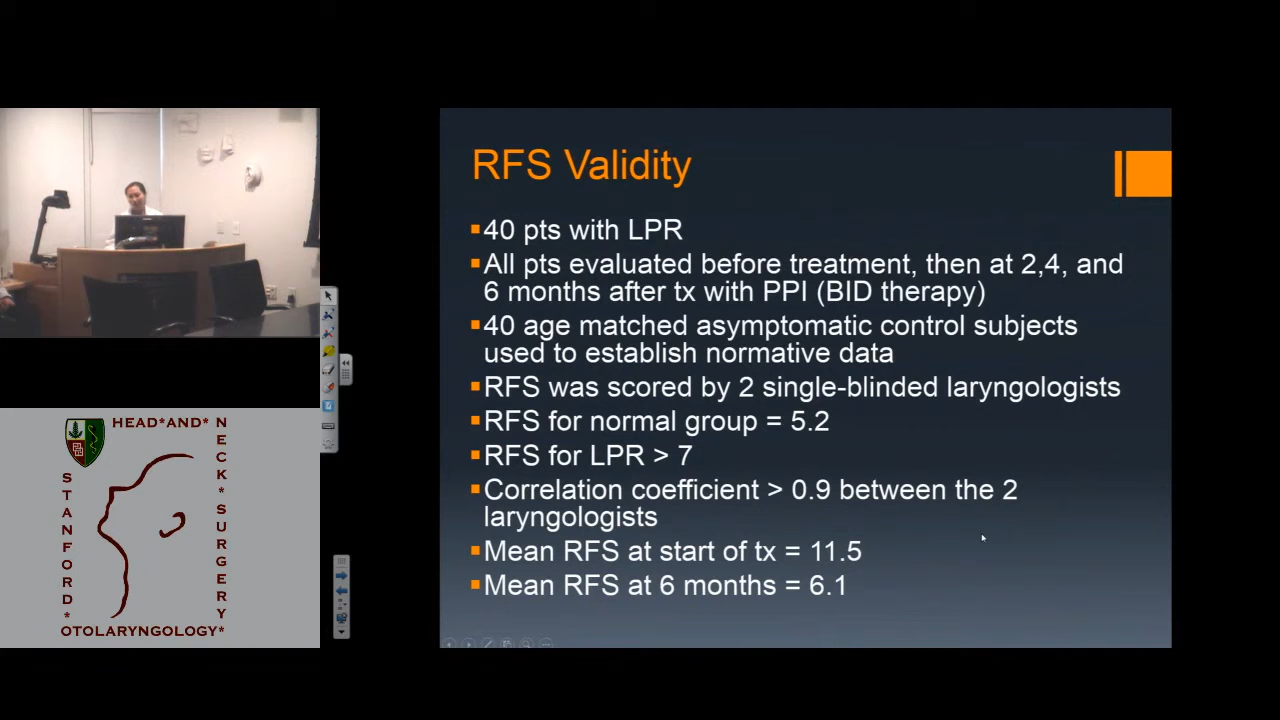 RFS Validity
40 pts with LPR
All pts evaluated before treatment, then at 2,4, and
6 months after tx with PPI (BID therapy)
40 age matched asymptomatic control subjects
used to establish normative data
RFS was scored by 2 single-blinded laryngologists
RFS for normal group = 5.2
RFS for LPR > 7
Correlation coefficient > 0.9 between the 2
laryngologists
Mean RFS at start of tx = 11.5
Mean RFS at 6 months = 6.1
HEAD*AND*
NECK*SURGERY*
STANFORD*
OTOLARYNGOLOGY*